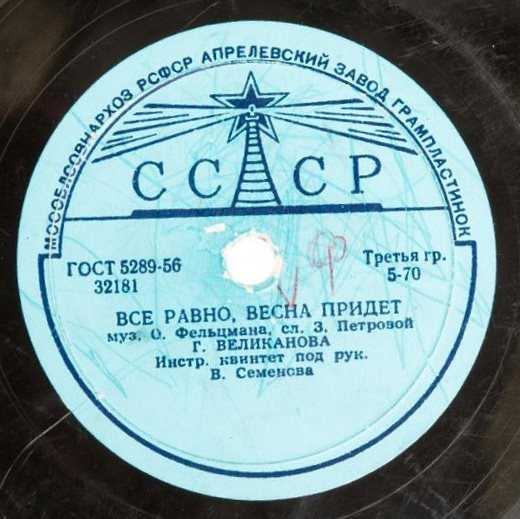 МОСОБЛСОВНАРХОЗ РСФСР АПРЕЛЕВСКИЙ ЗАВОД ГРАМПЛАСТИНОК
СССР
ГОСТ 5289-56
32181
Третья гр.
5-70
ВСЕ РАВНО, ВЕСНА ПРИДЕТ
муз. О. Фельцмана, сл. З. Петровой
Г. ВЕЛИКАНОВА
Инстр. квинтет под рук.
В. Семенова